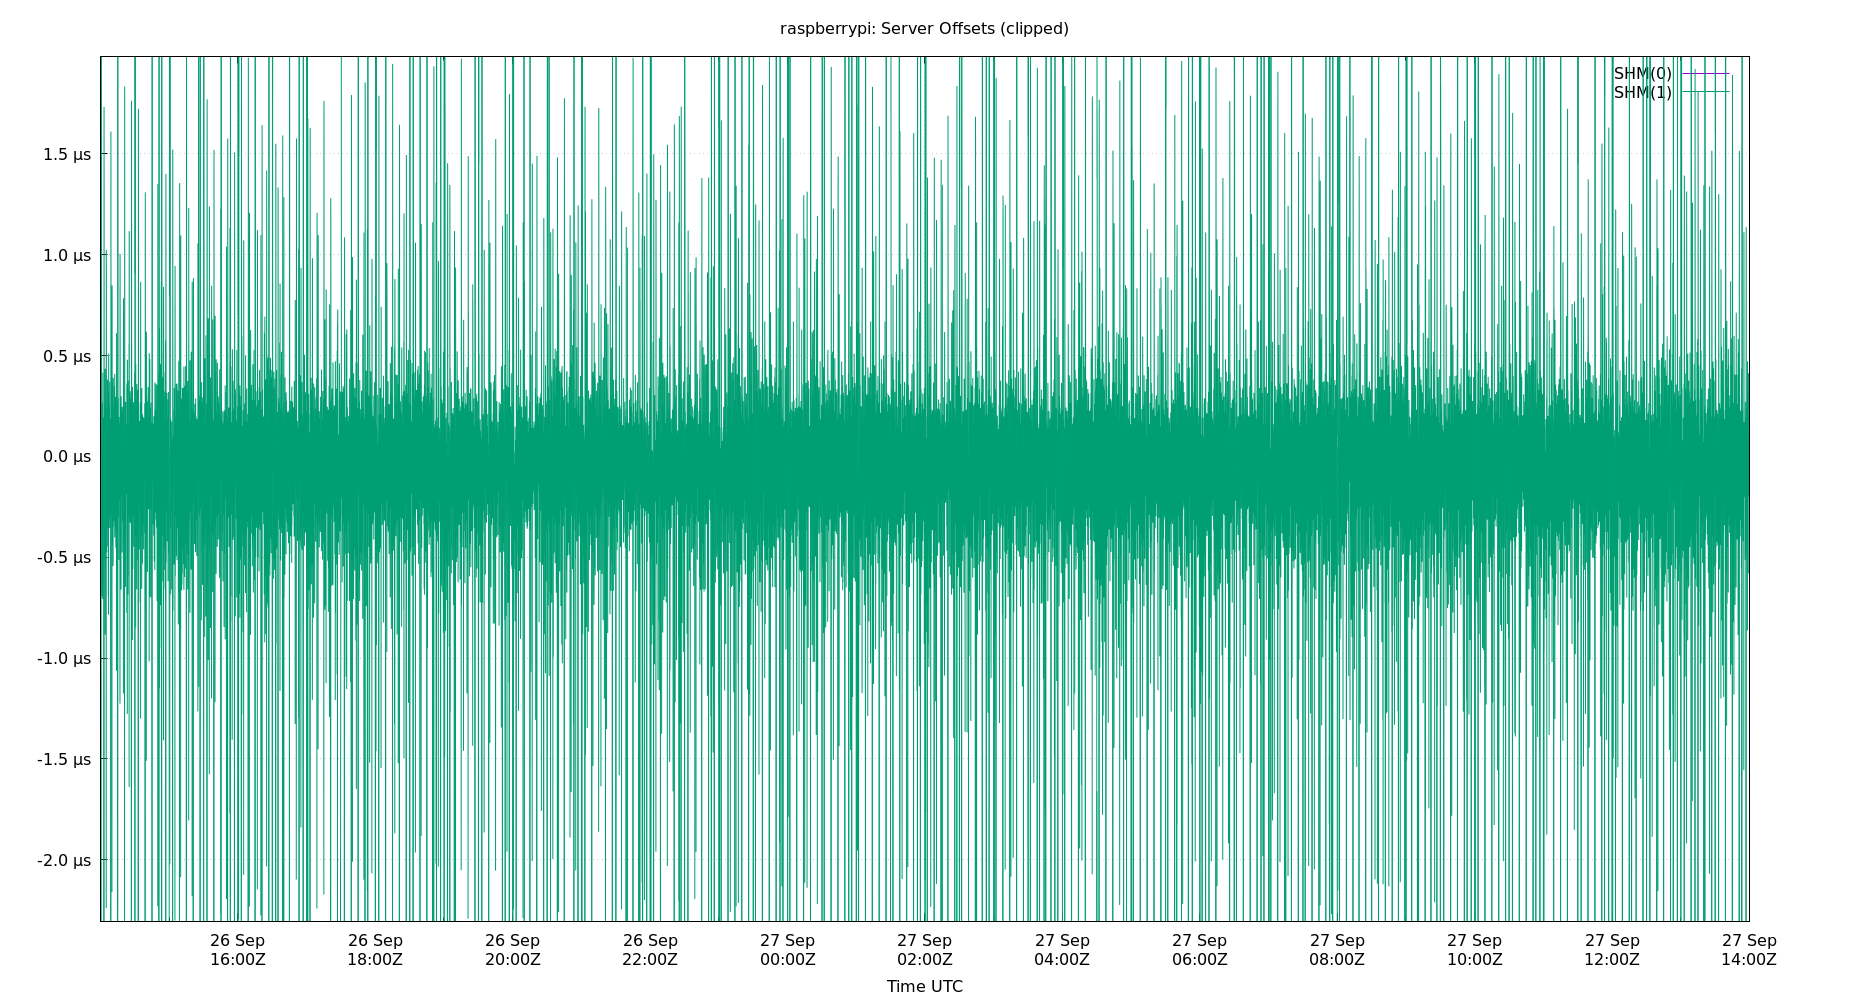 raspberrypi: Server Offsets (clipped)
SHM(0)
SHM(1)
1.5 µs
1.0 µs
0.5 µs
0.0 µs
-0.5 µs
-1.0 µs
-1.5 µs
-2.0 µs
26 Sep 26 Sep 26 Sep 26 Sep 27 Sep 27 Sep 27 Sep 27 Sep 27 Sep 27 Sep 27 Sep 27 Sep
16:00Z 18:00Z 20:00Z 22:00Z 00:00Z 02:00Z 04:00Z 06:00Z 08:00Z 10:00Z 12:00Z 14:00Z
Time UTC